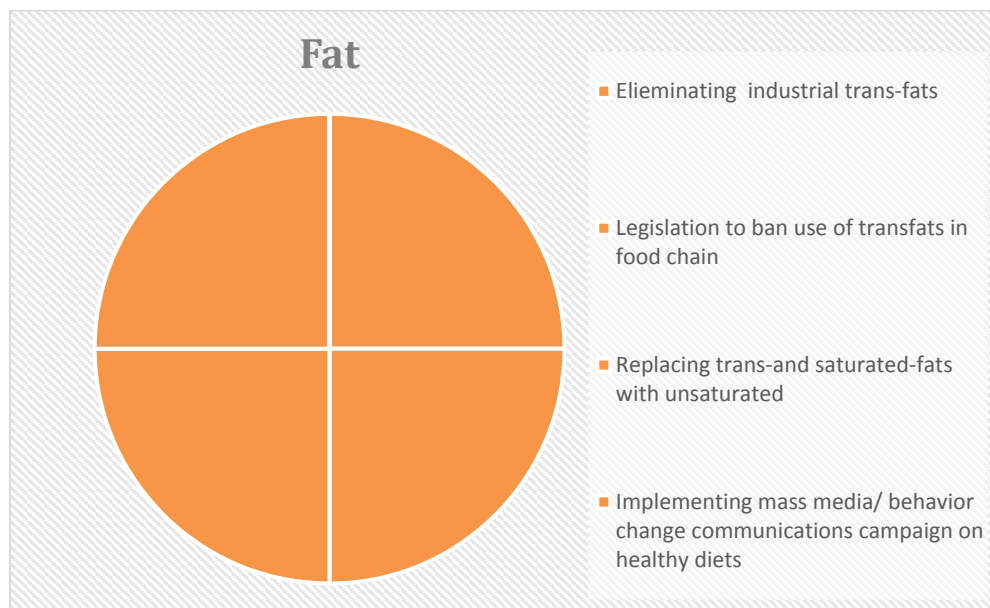 Fat
Elieminating industrial trans-fats
Legislation to ban use of transfats in
food chain
Replacing trans-and saturated-fats
with unsaturated
Implementing mass media/ behavior
change communications campaign on
healthy diets